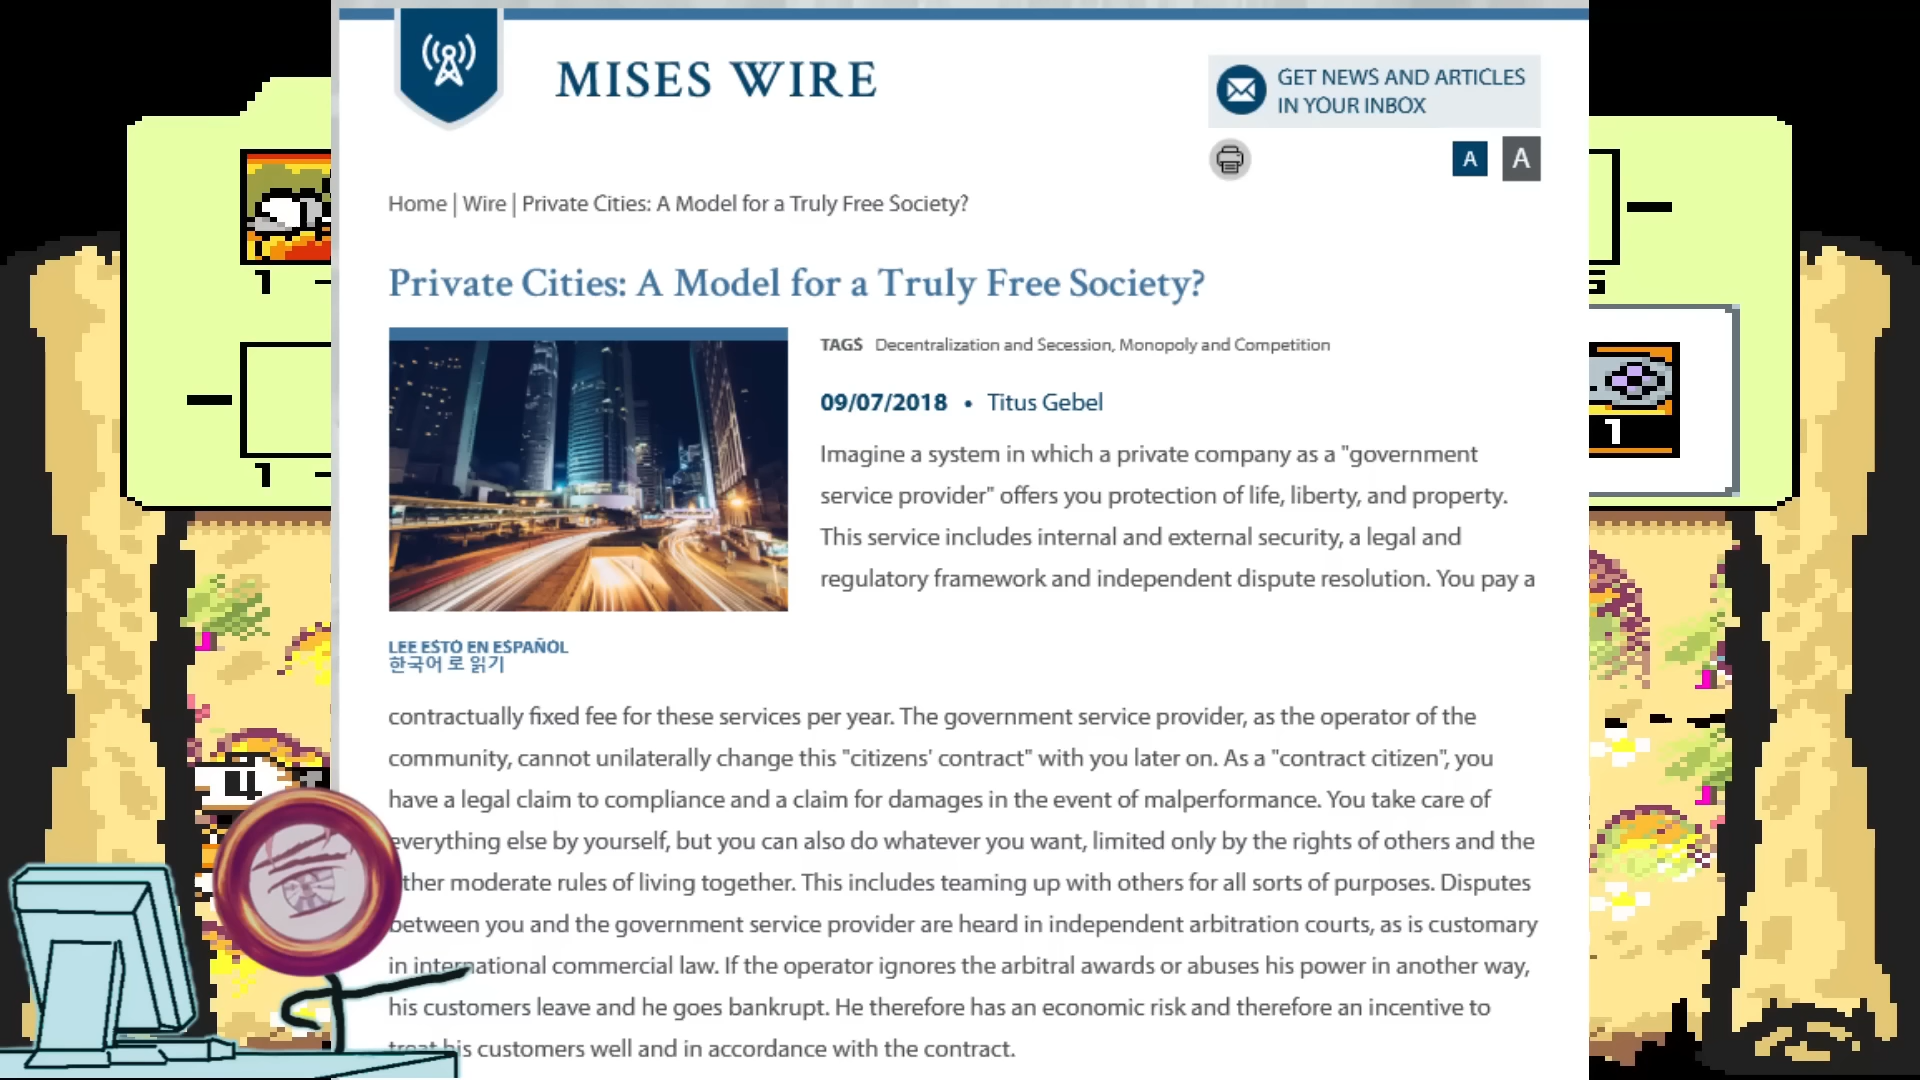 MISES WIRE
GET NEWS AND ARTICLES
IN YOUR INBOX
A A
Home | Wire | Private Cities: A Model for a Truly Free Society?
Private Cities: A Model for a Truly Free Society?
TAGS Decentralization and Secession, Monopoly and Competition
09/07/2018 • Titus Gebel
Imagine a system in which a private company as a "government
service provider" offers you protection of life, liberty, and property.
This service includes internal and external security, a legal and
regulatory framework and independent dispute resolution. You pay a
LEE ESTO EN ESPAÑOL
한국어 로 읽기
contractually fixed fee for these services per year. The government service provider, as the operator of the
community, cannot unilaterally change this "citizens' contract" with you later on. As a "contract citizen", you
have a legal claim to compliance and a claim for damages in the event of malperformance. You take care of
everything else by yourself, but you can also do whatever you want, limited only by the rights of others and the
other moderate rules of living together. This includes teaming up with others for all sorts of purposes. Disputes
between you and the government service provider are heard in independent arbitration courts, as is customary
in international commercial law. If the operator ignores the arbitral awards or abuses his power in another way,
his customers leave and he goes bankrupt. He therefore has an economic risk and therefore an incentive to
treat his customers well and in accordance with the contract.
1 -
1 -
4
1